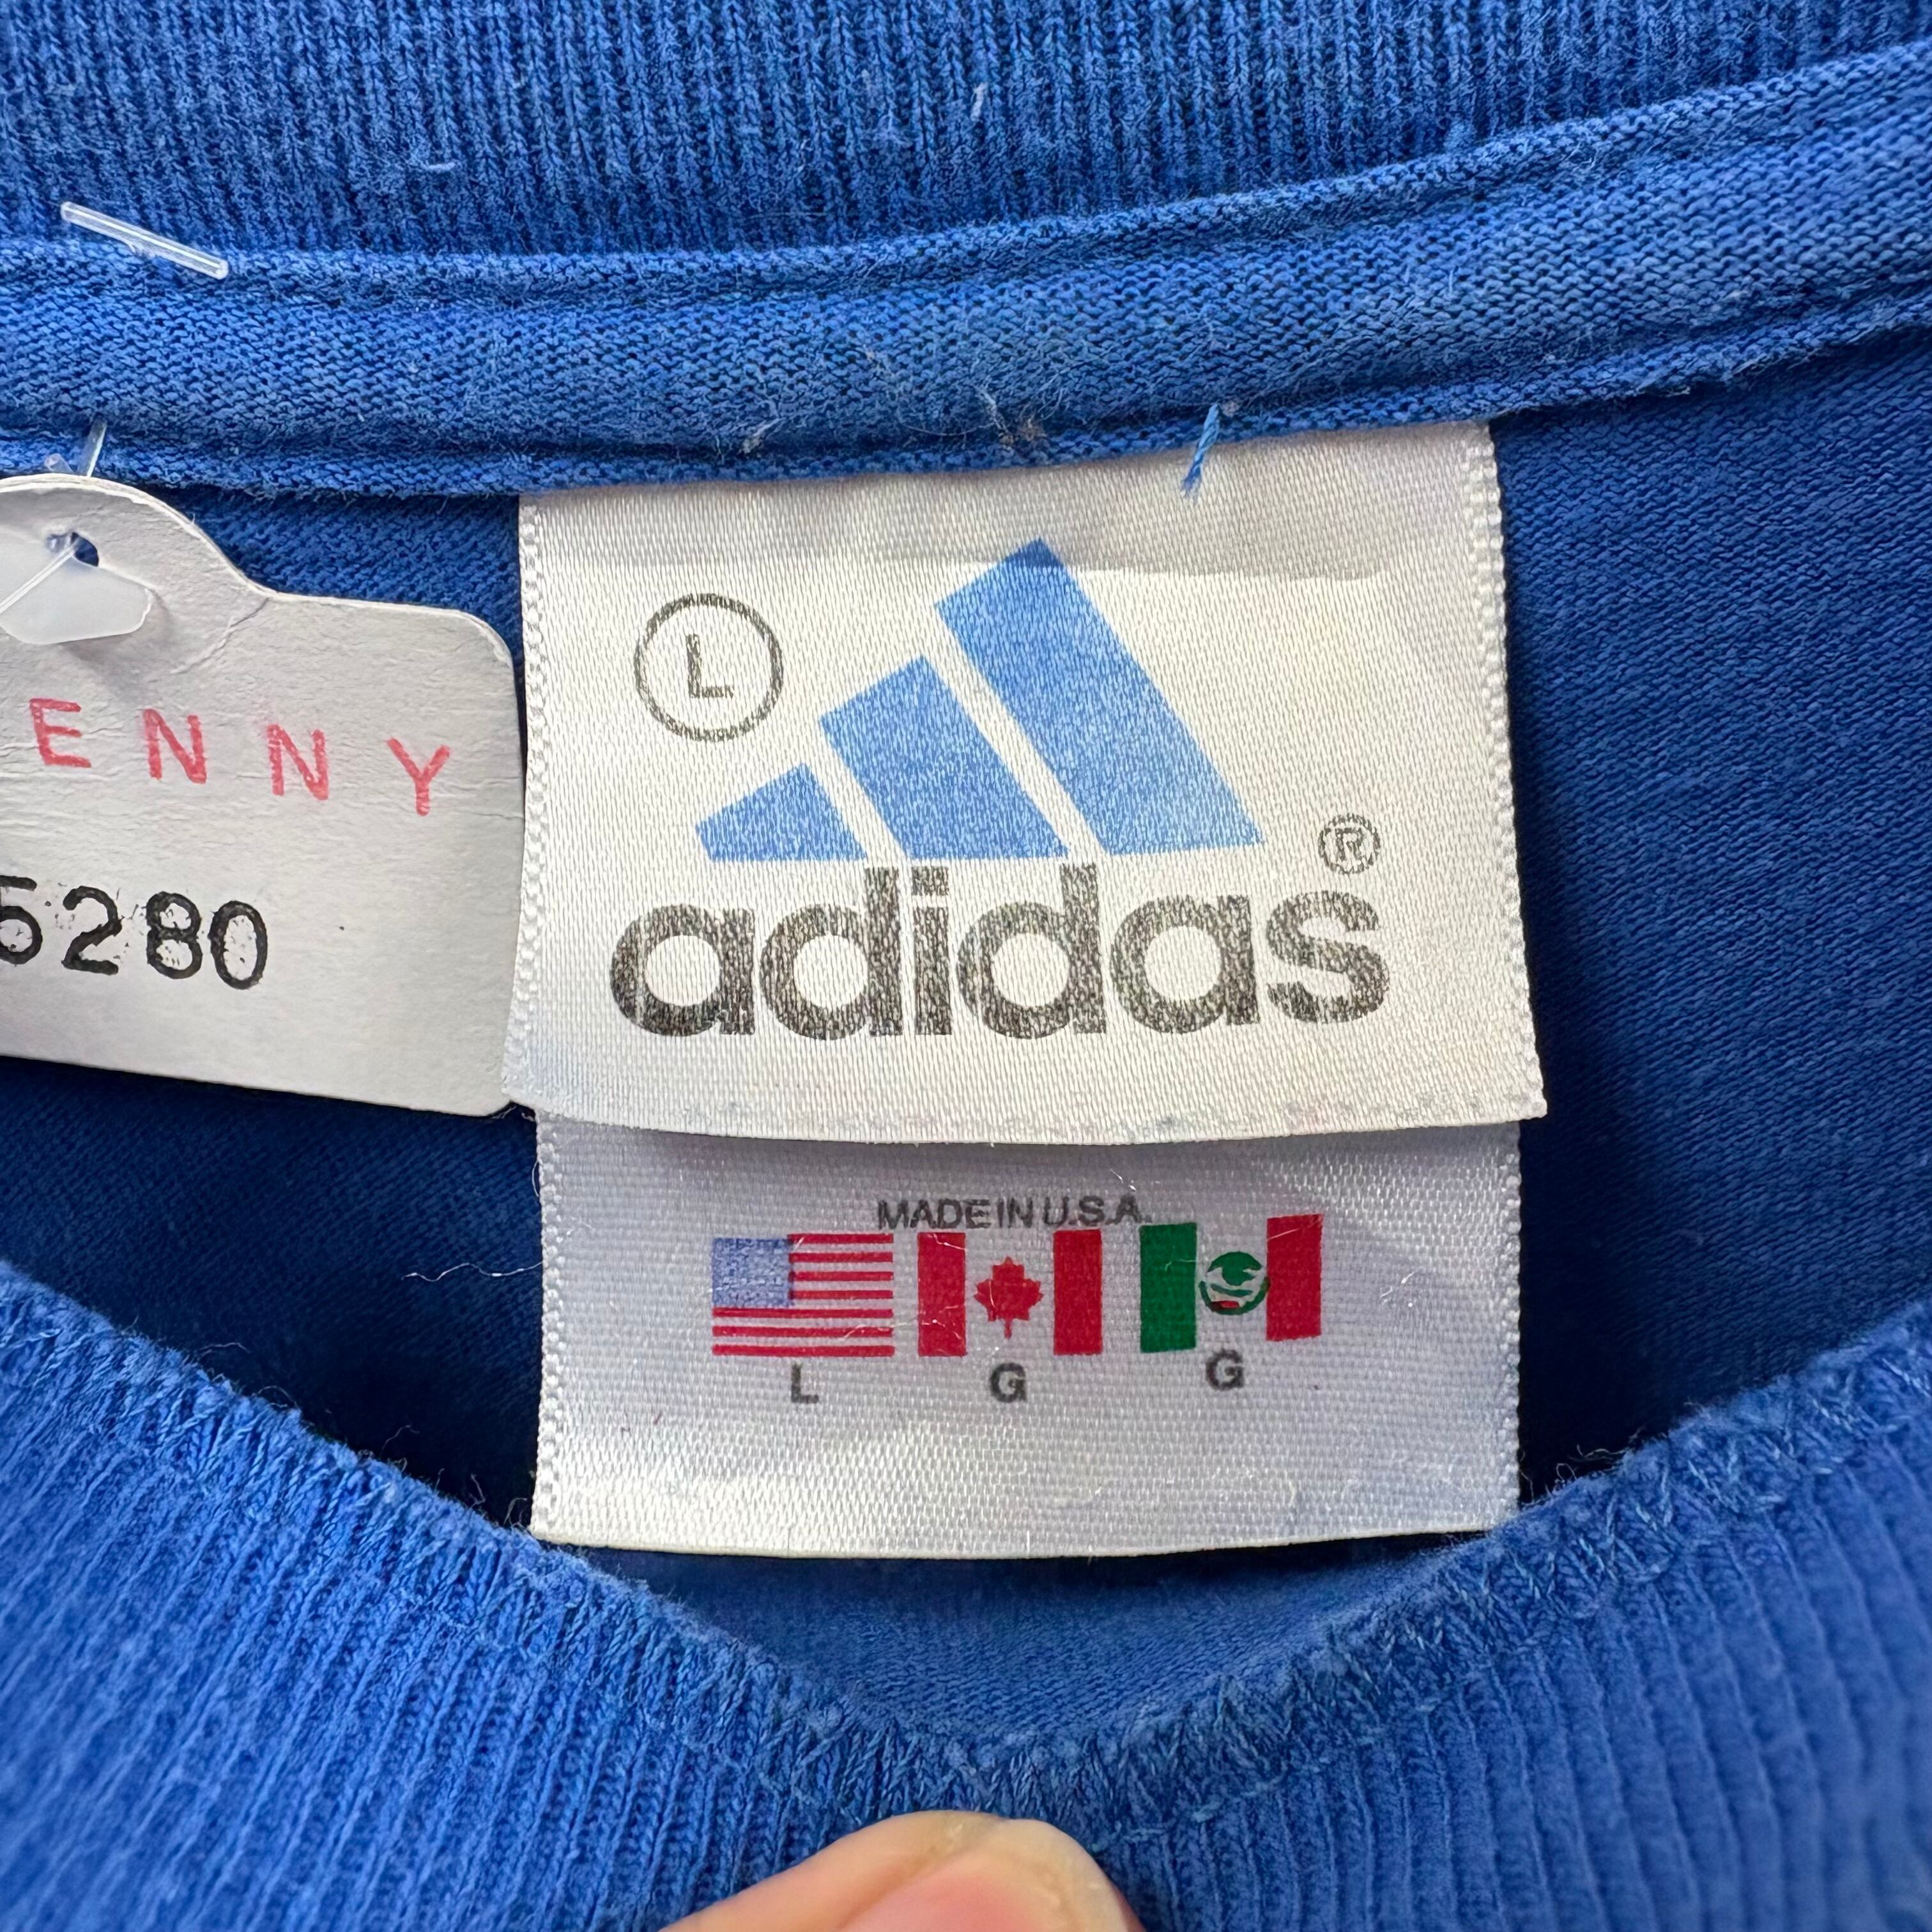 ENNY
5280
L
®
adidas
MADE IN U.S.A.
L G G